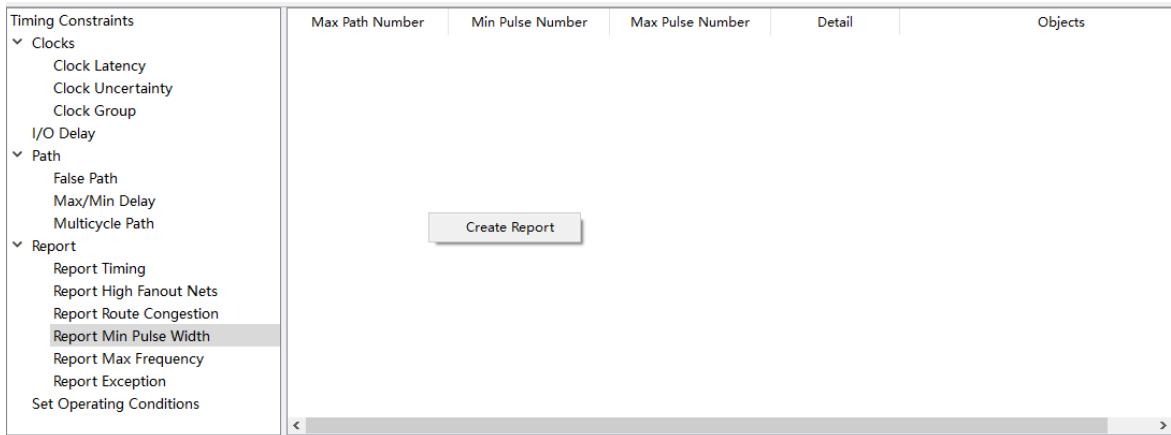 Timing Constraints
Clocks
Clock Latency
Clock Uncertainty
Clock Group
I/O Delay
Path
False Path
Max/Min Delay
Multicycle Path
Report
Report Timing
Report High Fanout Nets
Report Route Congestion
Report Min Pulse Width
Report Max Frequency
Report Exception
Set Operating Conditions
Max Path Number Min Pulse Number Max Pulse Number Detail Objects
Create Report